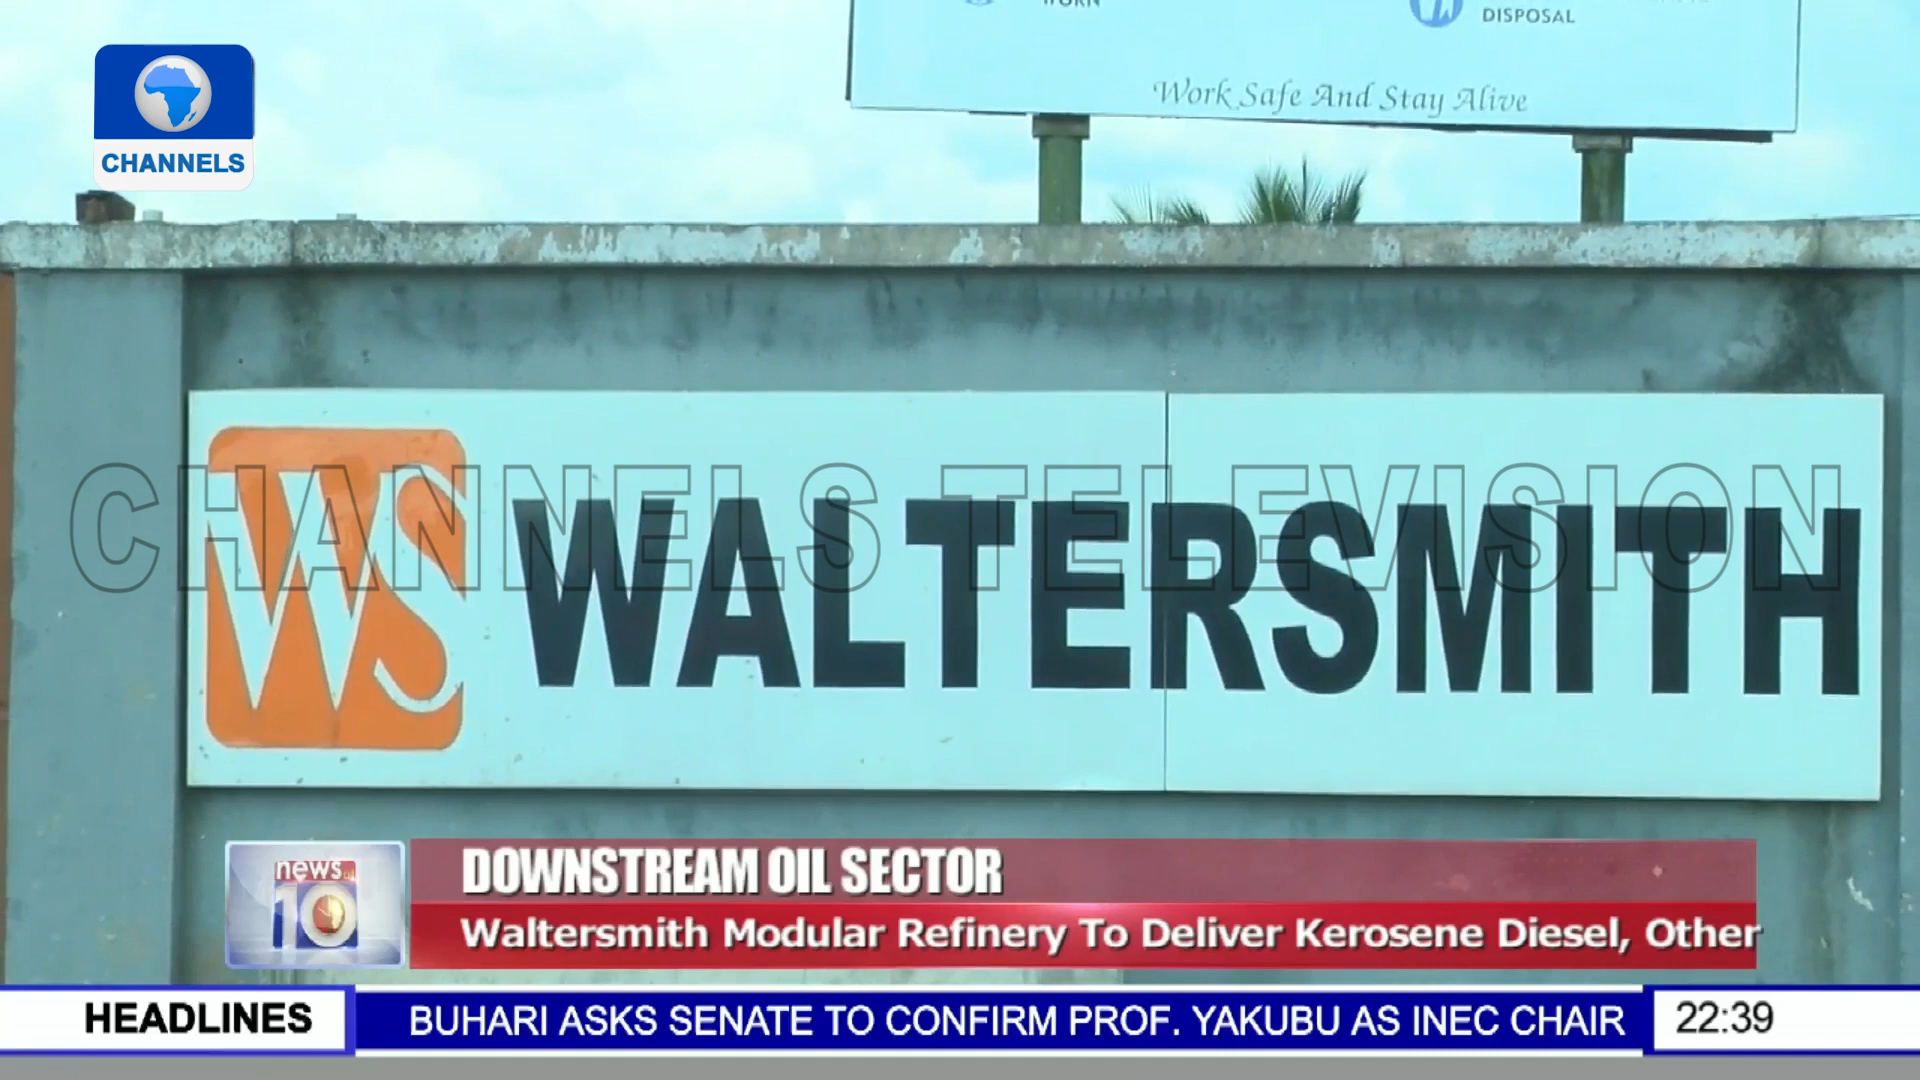 DISPOSAL
Work Safe And Stay Alive
CHANNELS
CHANNELS TELEVISION
WS WALTERSMITH
news at
10
DOWNSTREAM OIL SECTOR
Waltersmith Modular Refinery To Deliver Kerosene Diesel, Other
HEADLINES
BUHARI ASKS SENATE TO CONFIRM PROF. YAKUBU AS INEC CHAIR
22:39